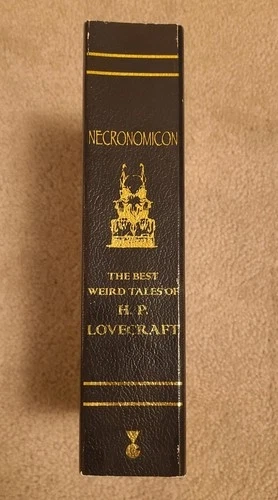 NECRONOMICON
THE BEST
WEIRD TALES OF
H. P.
LOVECRAFT